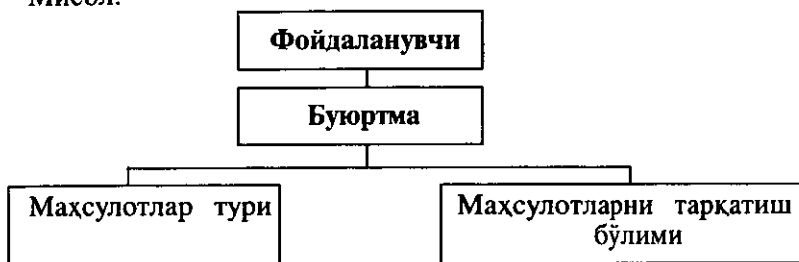 Мисол:
Фойдаланувчи
Буюртма
Маҳсулотлар тури
Маҳсулотларни тарқатиш
бўлими